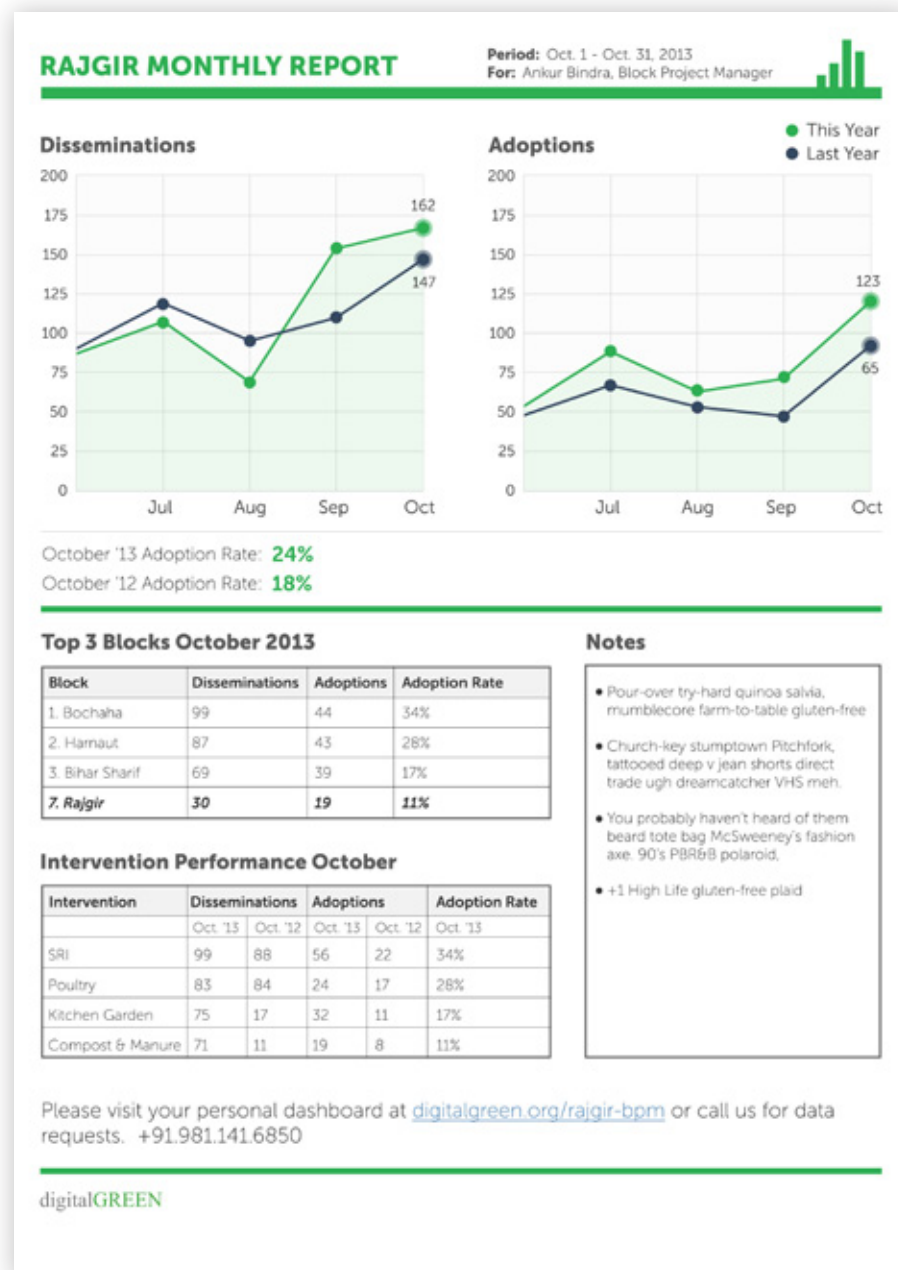 RAJGIR MONTHLY REPORT
Period: Oct. 1 - Oct. 31, 2013
For: Ankur Bindra, Block Project Manager
Disseminations
200
175
150
125
100
75
50
25
0
162
147
Jul Aug Sep Oct
Adoptions
This Year
Last Year
200
175
150
125
100
75
50
25
0
123
65
Jul Aug Sep Oct
October '13 Adoption Rate: 24%
October '12 Adoption Rate: 18%
Top 3 Blocks October 2013
Block Disseminations Adoptions Adoption Rate
1. Bochaha 99 44 34%
2. Harnaut 87 43 28%
3. Bihar Sharif 69 39 17%
7. Rajgir 30 19 11%
Intervention Performance October
Intervention Disseminations Adoptions Adoption Rate
Oct. '13 Oct. '12 Oct. '13 Oct. '12 Oct. '13
SRI 99 88 56 22 34%
Poultry 83 84 24 17 28%
Kitchen Garden 75 17 32 11 17%
Compost & Manure 71 11 19 8 11%
Notes
• Pour-over try-hard quinoa salvia,
mumblecore farm-to-table gluten-free
• Church-key stumptown Pitchfork,
tattooed deep v jean shorts direct
trade ugh dreamcatcher VHS meh.
• You probably haven't heard of them
beard tote bag McSweeney's fashion
axe. 90's PBR&B polaroid,
• +1 High Life gluten-free plaid
Please visit your personal dashboard at digitalgreen.org/rajgir-bpm or call us for data
requests. +91.981.141.6850
digitalGREEN